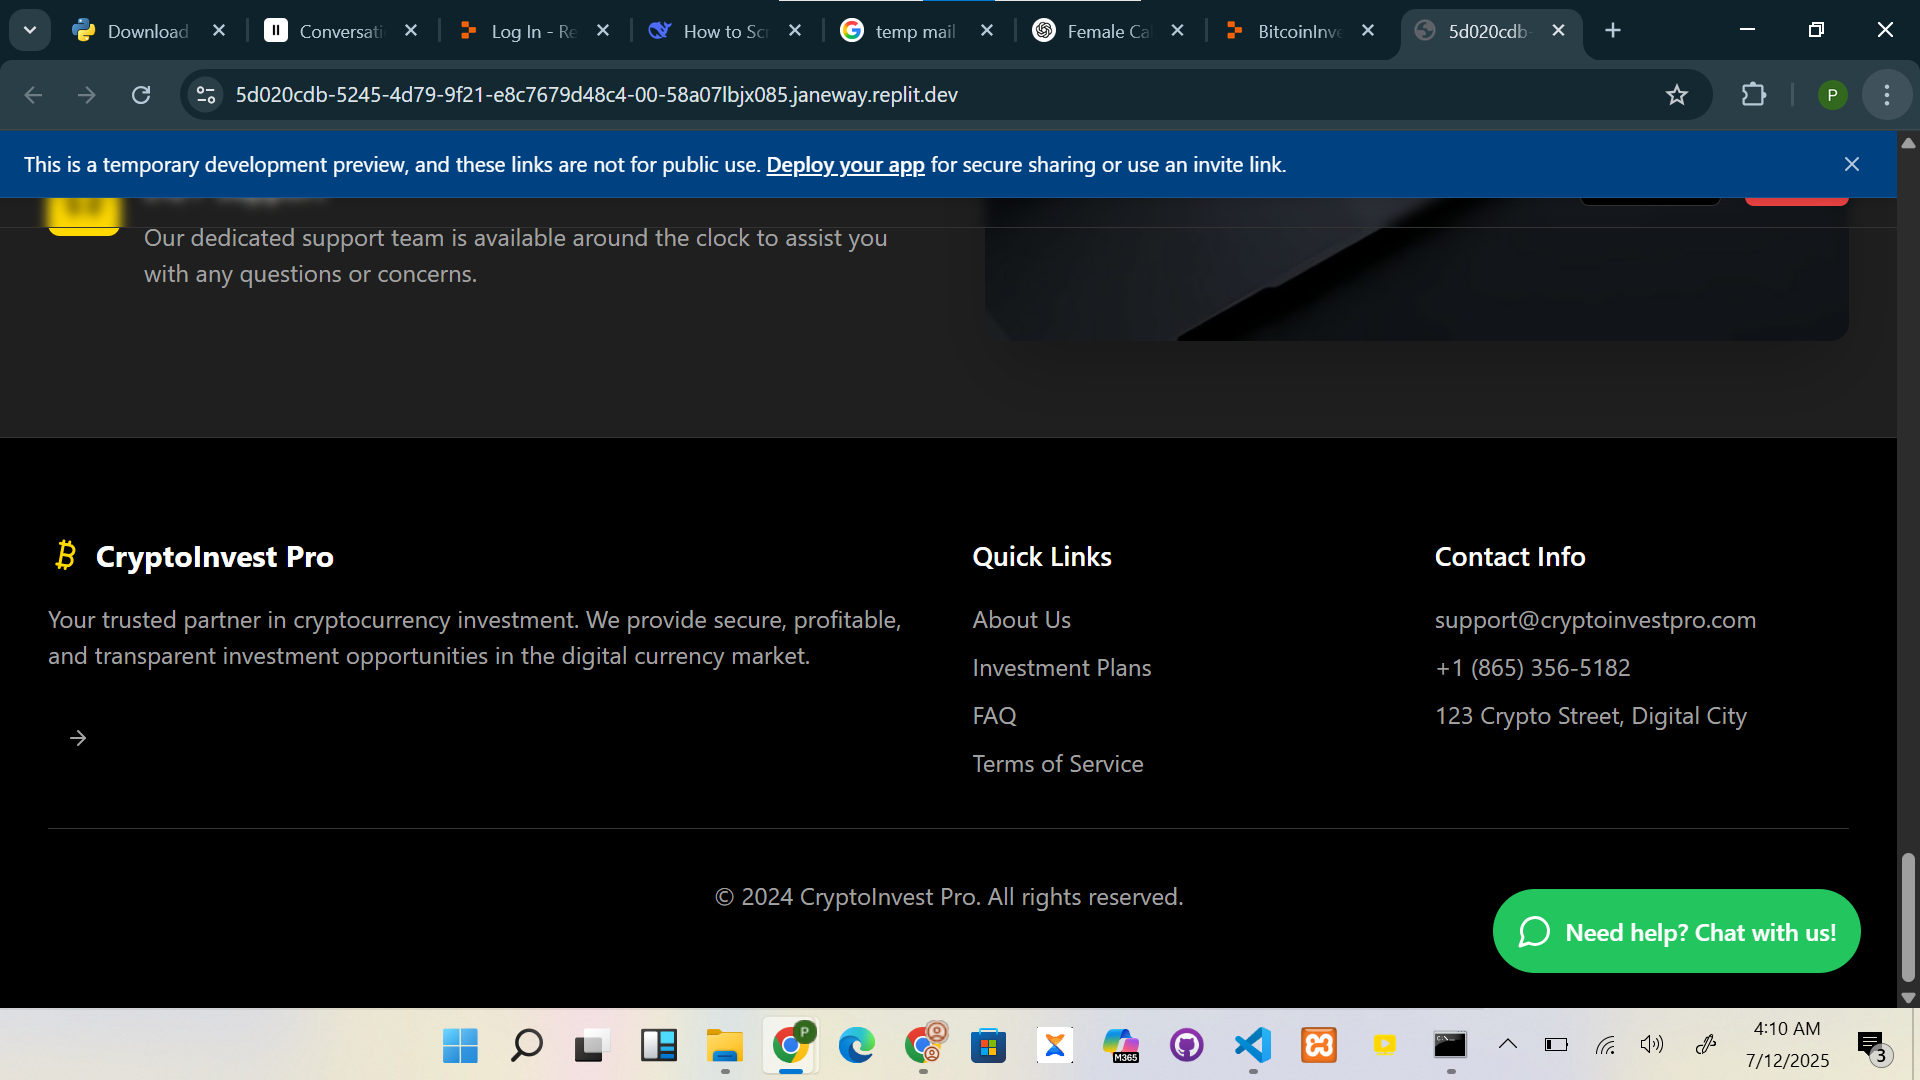 Download
Conversati
Log In - Re
How to Scr
temp mail
Female Cal
BitcoinInve
5d020cdb-
5d020cdb-5245-4d79-9f21-e8c7679d48c4-00-58a07lbjx085.janeway.replit.dev
P
This is a temporary development preview, and these links are not for public use. Deploy your app for secure sharing or use an invite link.
Our dedicated support team is available around the clock to assist you
with any questions or concerns.
CryptoInvest Pro
Your trusted partner in cryptocurrency investment. We provide secure, profitable,
and transparent investment opportunities in the digital currency market.
Quick Links
About Us
Investment Plans
FAQ
Terms of Service
Contact Info
support@cryptoinvestpro.com
+1 (865) 356-5182
123 Crypto Street, Digital City
© 2024 CryptoInvest Pro. All rights reserved.
Need help? Chat with us!
P
M365
4:10 AM
7/12/2025
3